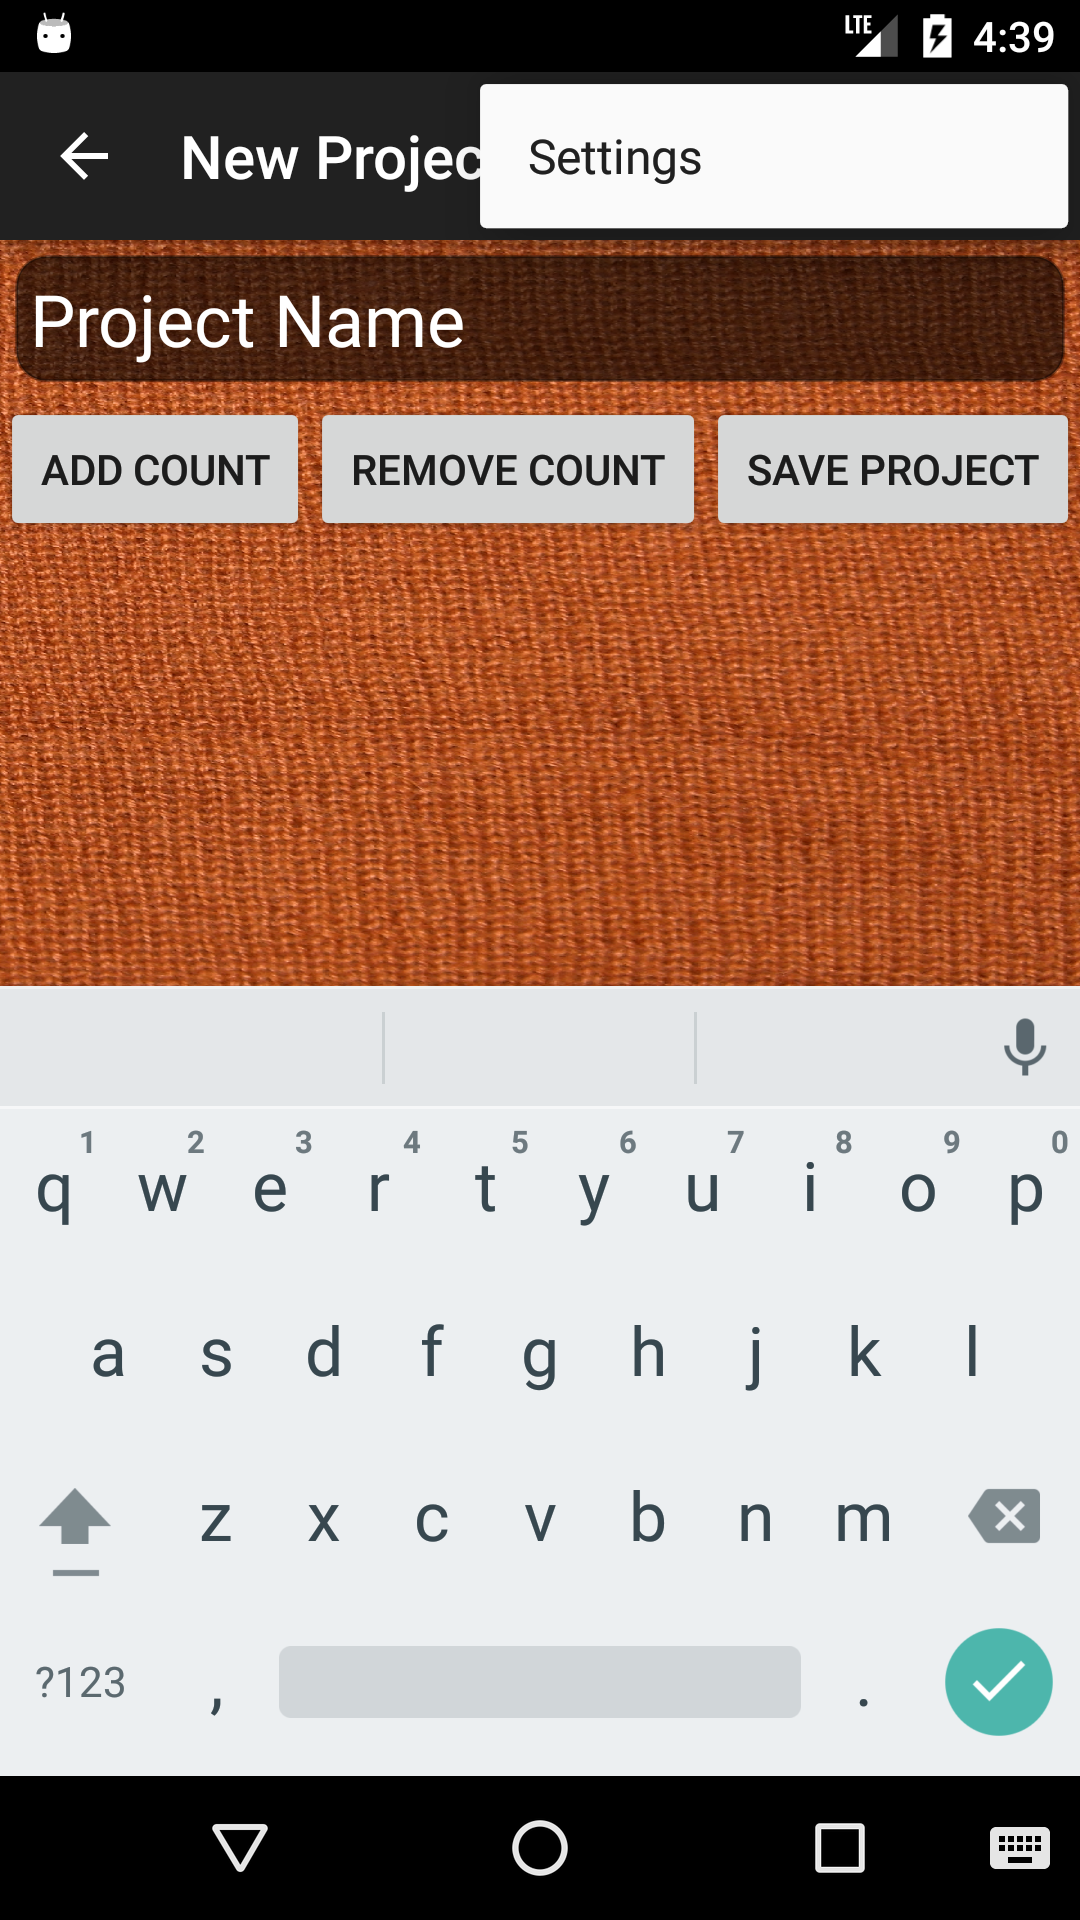 LTE 4:39
New Projec
Settings
Project Name
ADD COUNT REMOVE COUNT SAVE PROJECT
1 2 3 4 5 6 7 8 9 0
q w e r t y u i o p
a s d f g h j k l
z x c v b n m
?123 , .